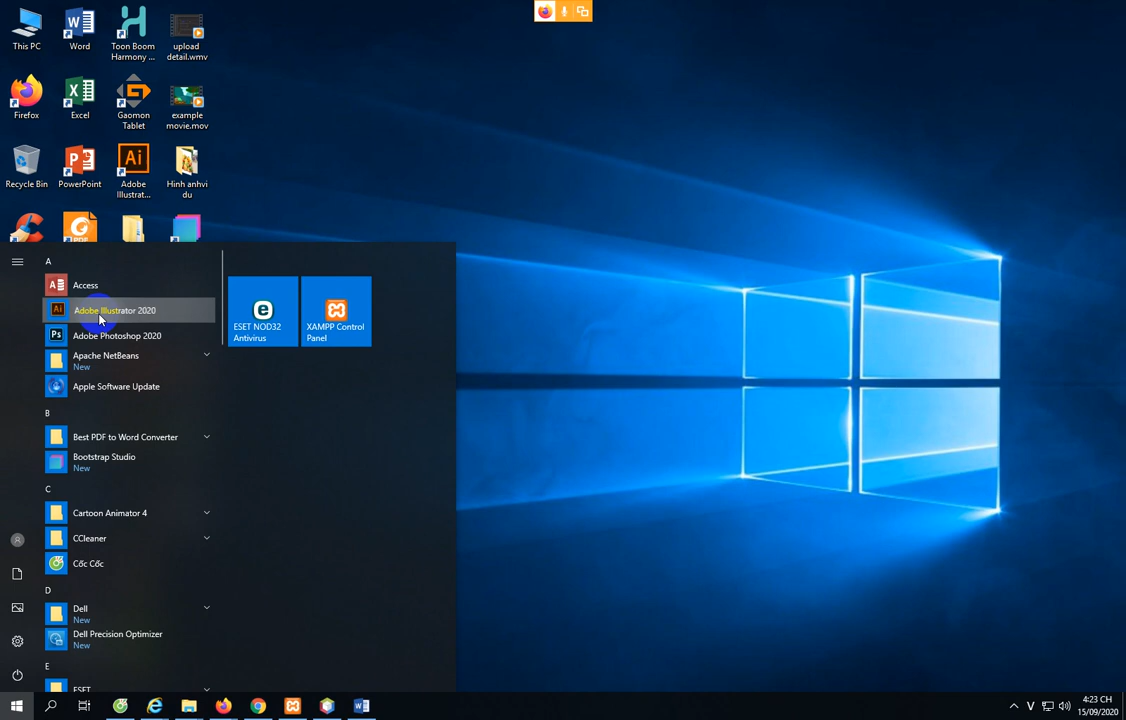 This PC
Word
Toon Boom
Harmony ...
upload
detail.wmv
Firefox
Excel
Gaomon
Tablet
example
movie.mov
Recycle Bin
PowerPoint
Ai
Adobe
Illustrat...
Hinh anhvi
du
A
Access
Ai
Adobe Illustrator 2020
Ps
Adobe Photoshop 2020
Apache NetBeans
New
Apple Software Update
B
Best PDF to Word Converter
Bootstrap Studio
New
C
Cartoon Animator 4
CCleaner
Cốc Cốc
D
Dell
New
Dell Precision Optimizer
New
E
ESET
ESET NOD32
Antivirus
XAMPP Control
Panel
V
4:23 CH
15/09/2020